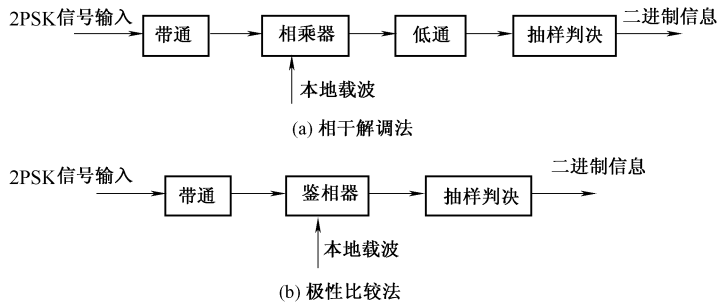 2PSK信号输入
带通
相乘器
低通
抽样判决
二进制信息
本地载波
(a) 相干解调法
2PSK信号输入
带通
鉴相器
抽样判决
二进制信息
本地载波
(b) 极性比较法